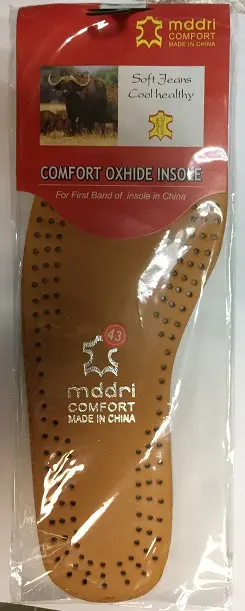 mddri
COMFORT
MADE IN CHINA
Soft Jeans
Cool healthy
COMFORT OXHIDE INSOLE
For First Band of insole in China
43
mddri
COMFORT
MADE IN CHINA